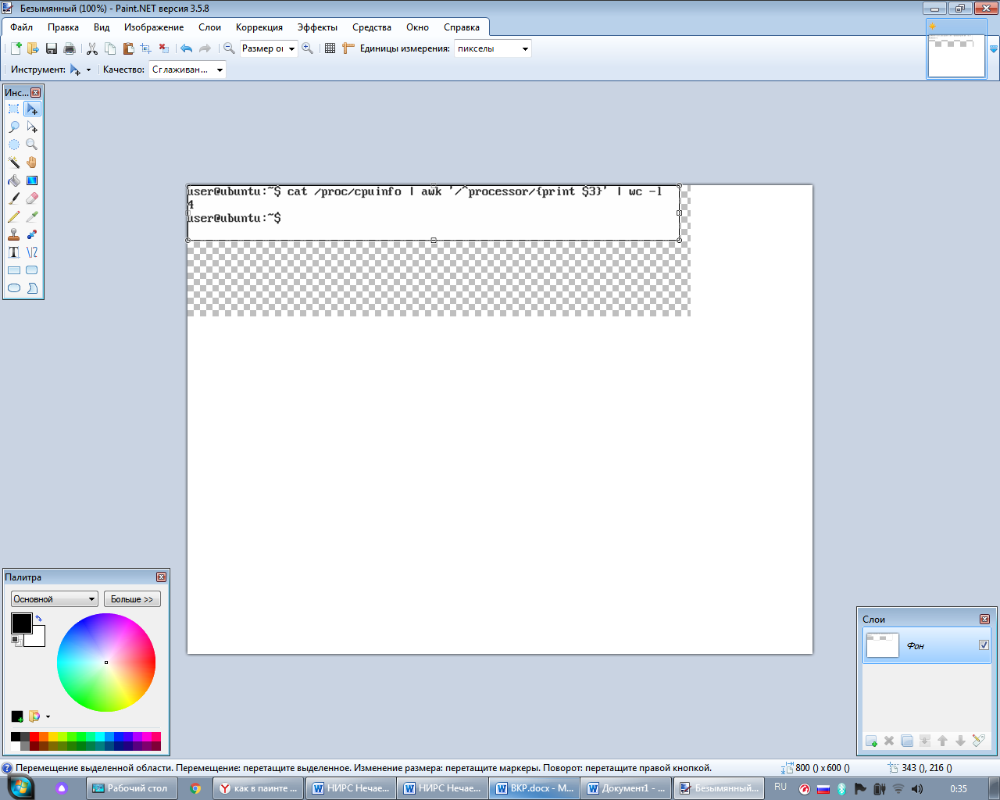 Безымянный (100%) - Paint.NET версия 3.5.8
Файл Правка Вид Изображение Слои Коррекция Эффекты Средства Окно Справка
Размер о Единицы измерения: пикселы
Инструмент: Качество: Сглаживан...
Инс...
user@ubuntu:~$ cat /proc/cpuinfo | awk '/^processor/{print $3}' | wc -l
4
user@ubuntu:~$
Палитра
Основной Больше >>
Слои
Фон
Перемещение выделенной области. Перемещение: перетащите выделенное. Изменение размера: перетащите маркеры. Поворот: перетащите правой кнопкой. 800 () x 600 () 343 (), 216 ()
Рабочий стол как в паинте ... НИРС Нечае... НИРС Нечае... ВКР.docx - M... Документ1 - ... Безымянный... RU 0:35